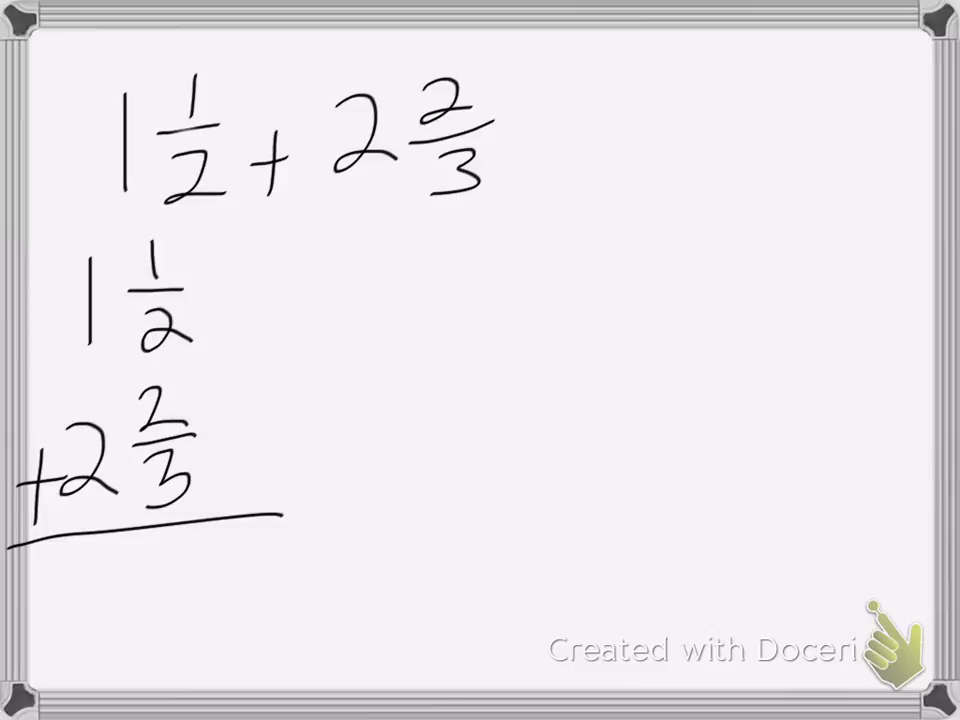 1 1/2 + 2 2/3
1 1/2
+2 2/3
Created with Doceri